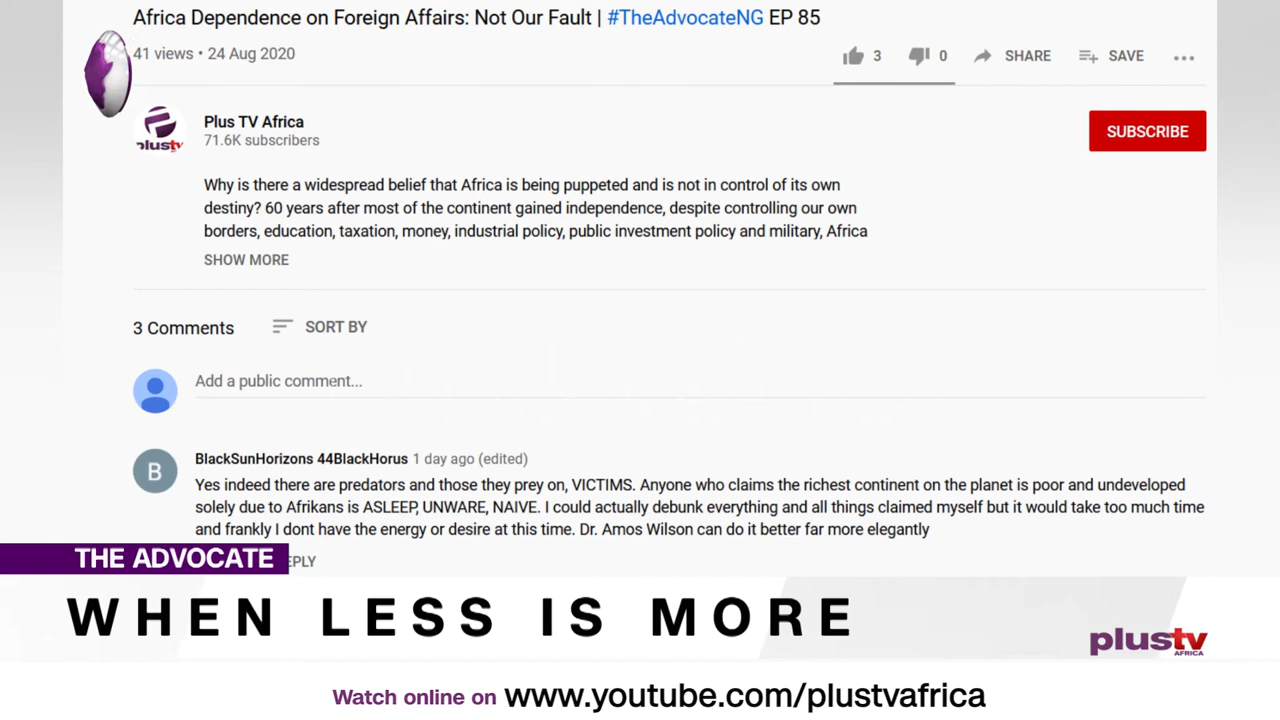 Africa Dependence on Foreign Affairs: Not Our Fault | #TheAdvocateNG EP 85
41 views • 24 Aug 2020
3 0 SHARE SAVE ...
plustv
Plus TV Africa
71.6K subscribers
SUBSCRIBE
Why is there a widespread belief that Africa is being puppeted and is not in control of its own
destiny? 60 years after most of the continent gained independence, despite controlling our own
borders, education, taxation, money, industrial policy, public investment policy and military, Africa
SHOW MORE
3 Comments SORT BY
Add a public comment...
B
BlackSunHorizons 44BlackHorus 1 day ago (edited)
Yes indeed there are predators and those they prey on, VICTIMS. Anyone who claims the richest continent on the planet is poor and undeveloped
solely due to Afrikans is ASLEEP, UNWARE, NAIVE. I could actually debunk everything and all things claimed myself but it would take too much time
and frankly I dont have the energy or desire at this time. Dr. Amos Wilson can do it better far more elegantly
THE ADVOCATE EPLY
WHEN LESS IS MORE
plustv
AFRICA
Watch online on www.youtube.com/plustvafrica